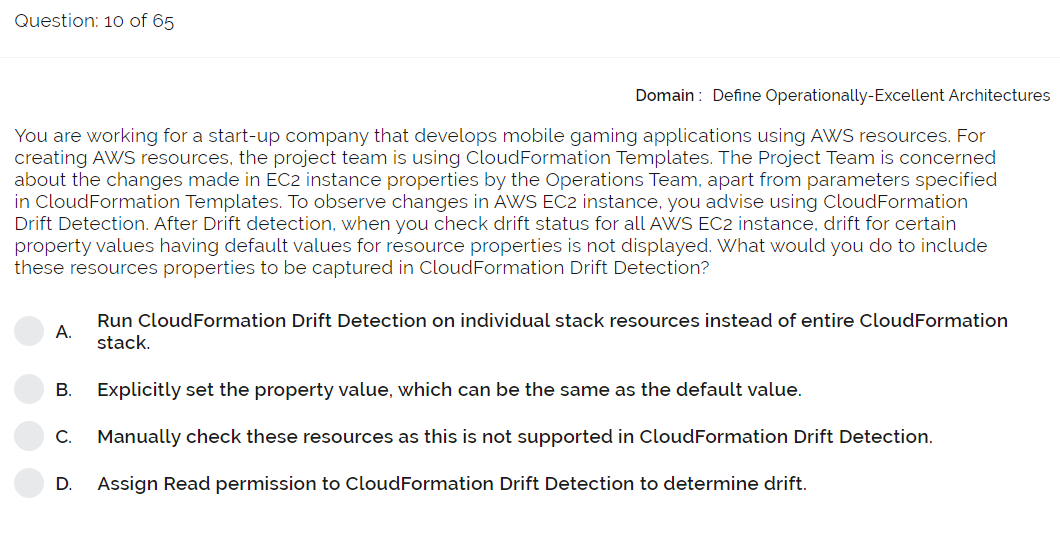 Question: 10 of 65
Domain : Define Operationally-Excellent Architectures
You are working for a start-up company that develops mobile gaming applications using AWS resources. For
creating AWS resources, the project team is using CloudFormation Templates. The Project Team is concerned
about the changes made in EC2 instance properties by the Operations Team, apart from parameters specified
in CloudFormation Templates. To observe changes in AWS EC2 instance, you advise using CloudFormation
Drift Detection. After Drift detection, when you check drift status for all AWS EC2 instance, drift for certain
property values having default values for resource properties is not displayed. What would you do to include
these resources properties to be captured in CloudFormation Drift Detection?
A. Run CloudFormation Drift Detection on individual stack resources instead of entire CloudFormation
stack.
B. Explicitly set the property value, which can be the same as the default value.
C. Manually check these resources as this is not supported in CloudFormation Drift Detection.
D. Assign Read permission to CloudFormation Drift Detection to determine drift.